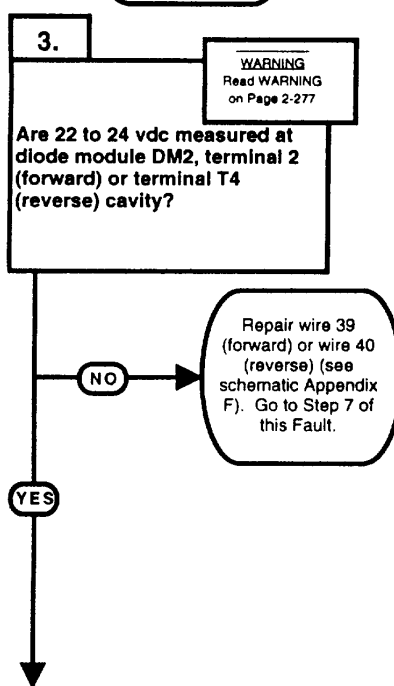 3.
WARNING
Read WARNING
on Page 2-277
Are 22 to 24 vdc measured at
diode module DM2, terminal 2
(forward) or terminal T4
(reverse) cavity?
NO
Repair wire 39
(forward) or wire 40
(reverse) (see
schematic Appendix
F). Go to Step 7 of
this Fault.
YES